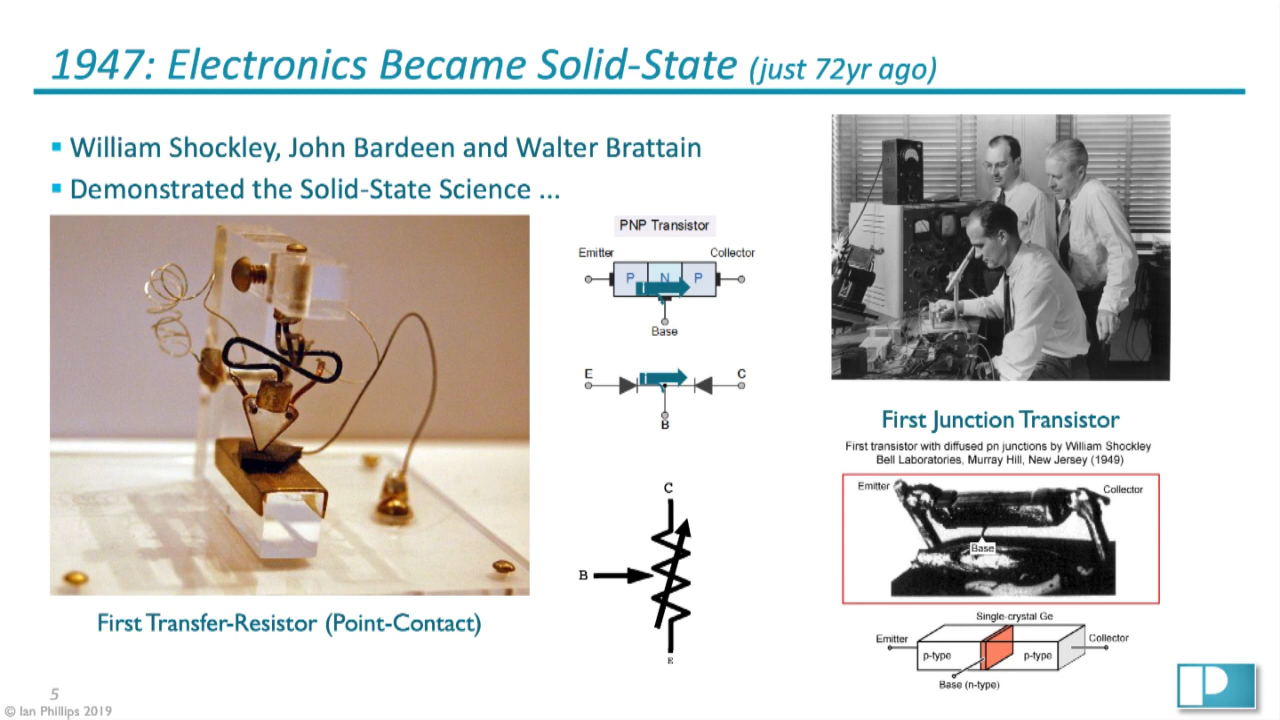 1947: Electronics Became Solid-State (just 72yr ago)
William Shockley, John Bardeen and Walter Brattain
Demonstrated the Solid-State Science ...
First Transfer-Resistor (Point-Contact)
PNP Transistor
Emitter
Collector
P
N
P
Base
E
C
B
C
B
E
First Junction Transistor
First transistor with diffused pn junctions by William Shockley
Bell Laboratories, Murray Hill, New Jersey (1949)
Emitter
Collector
Base
Single-crystal Ge
Emitter
Collector
p-type
p-type
Base (n-type)
5
© Ian Phillips 2019
P